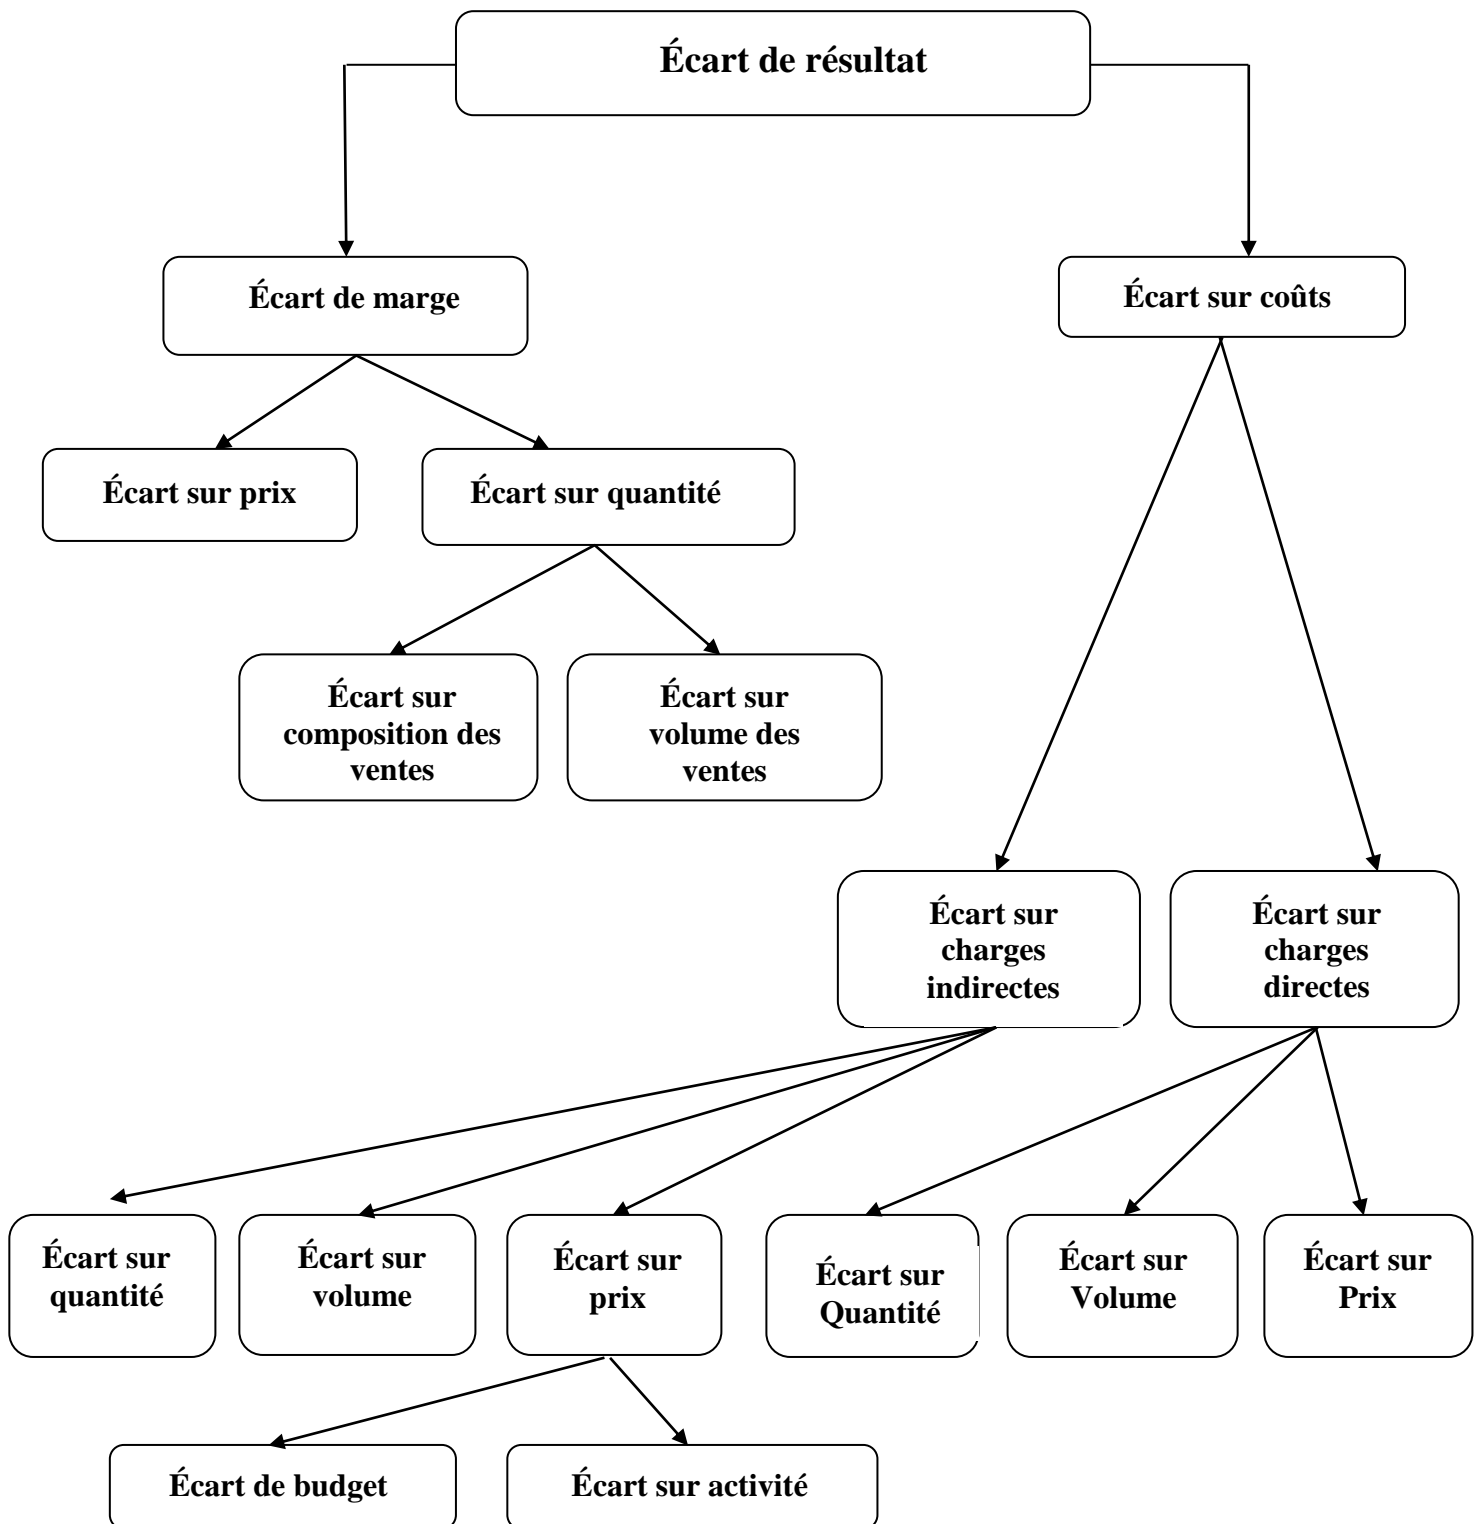 Écart de résultat
Écart de marge
Écart sur coûts
Écart sur prix
Écart sur quantité
Écart sur
composition des
ventes
Écart sur
volume des
ventes
Écart sur
charges
indirectes
Écart sur
charges
directes
Écart sur
quantité
Écart sur
volume
Écart sur
prix
Écart sur
Quantité
Écart sur
Volume
Écart sur
Prix
Écart de budget
Écart sur activité